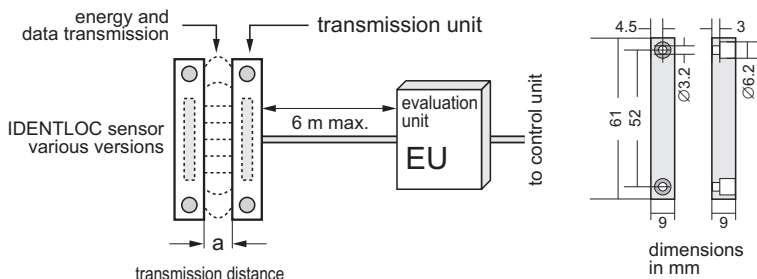 energy and
data transmission
transmission unit
IDENTLOC sensor
various versions
6 m max.
evaluation
unit
EU
to control unit
a
transmission distance
4.5
3
Ø3.2
Ø6.2
61
52
9
9
dimensions
in mm